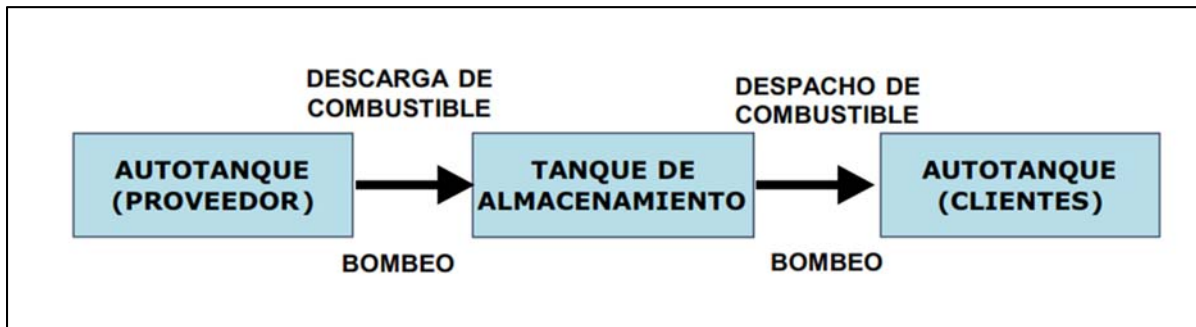 DESCARGA DE
COMBUSTIBLE
DESPACHO DE
COMBUSTIBLE
AUTOTANQUE
(PROVEEDOR)
TANQUE DE
ALMACENAMIENTO
AUTOTANQUE
(CLIENTES)
BOMBEO
BOMBEO